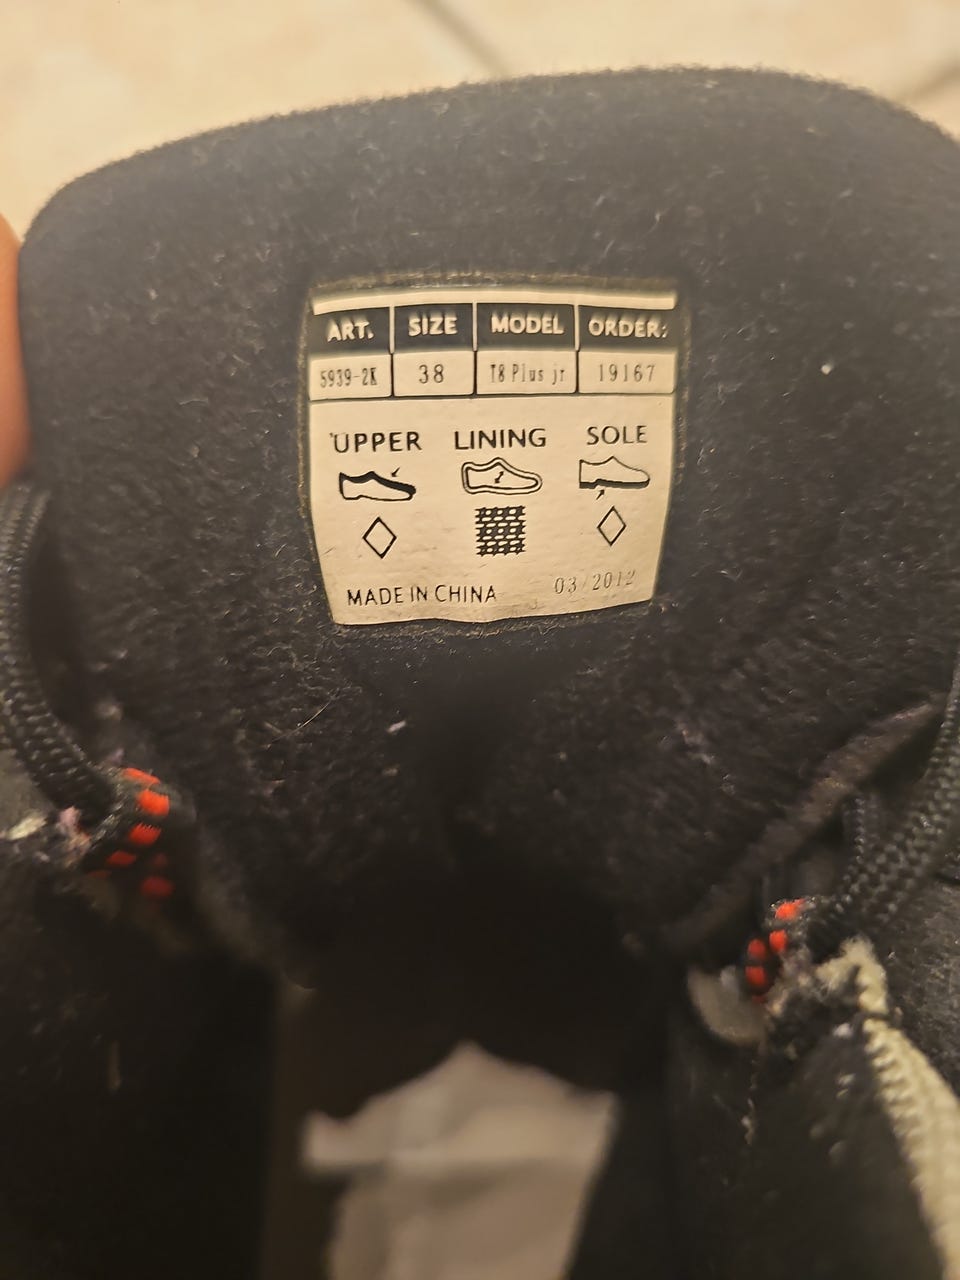 ART. SIZE MODEL ORDER:
5939-2K 38 T8 Plus jr 19167
UPPER LINING SOLE
MADE IN CHINA 03/2012